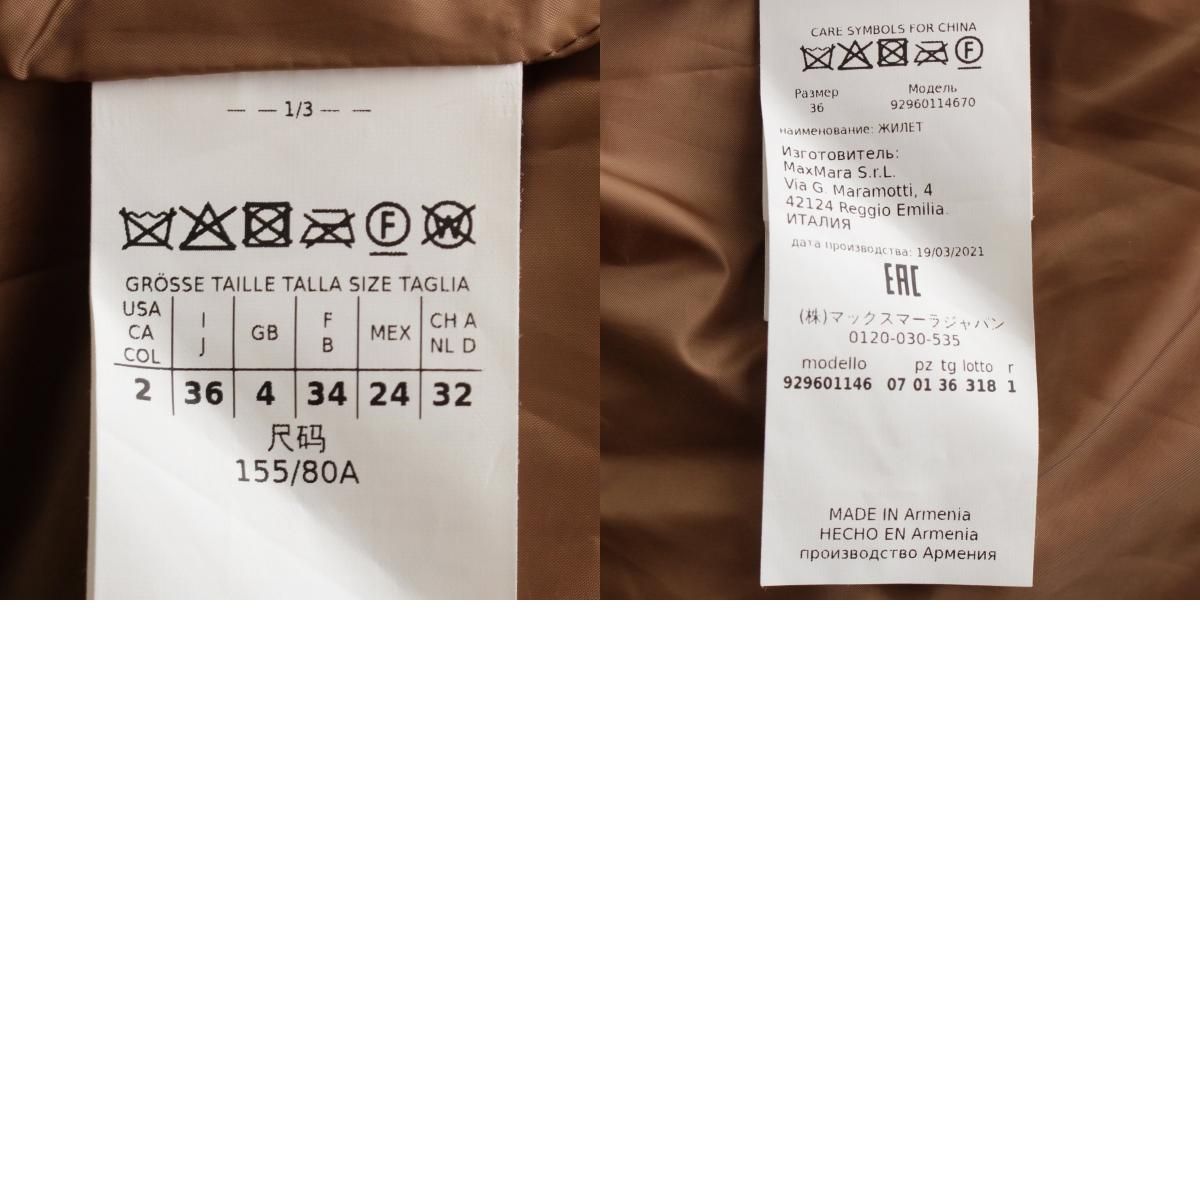 1/3
F W
GRÖSSE TAILLE TALLA SIZE TAGLIA
USA CA COL
I J
GB
F B
MEX
CH A NL D
2 36 4 34 24 32
尺码
155/80A
CARE SYMBOLS FOR CHINA
F
Размер Модель
36 92960114670
наименование: ЖИЛЕТ
Изготовитель:
MaxMara S.r.L.
Via G. Maramotti, 4
42124 Reggio Emilia
ИТАЛИЯ
дата производства: 19/03/2021
EAC
(株)マックスマーラジャパン
0120-030-535
modello pz tg lotto r
929601146 07 01 36 318 1
MADE IN Armenia
HECHO EN Armenia
производство Армения